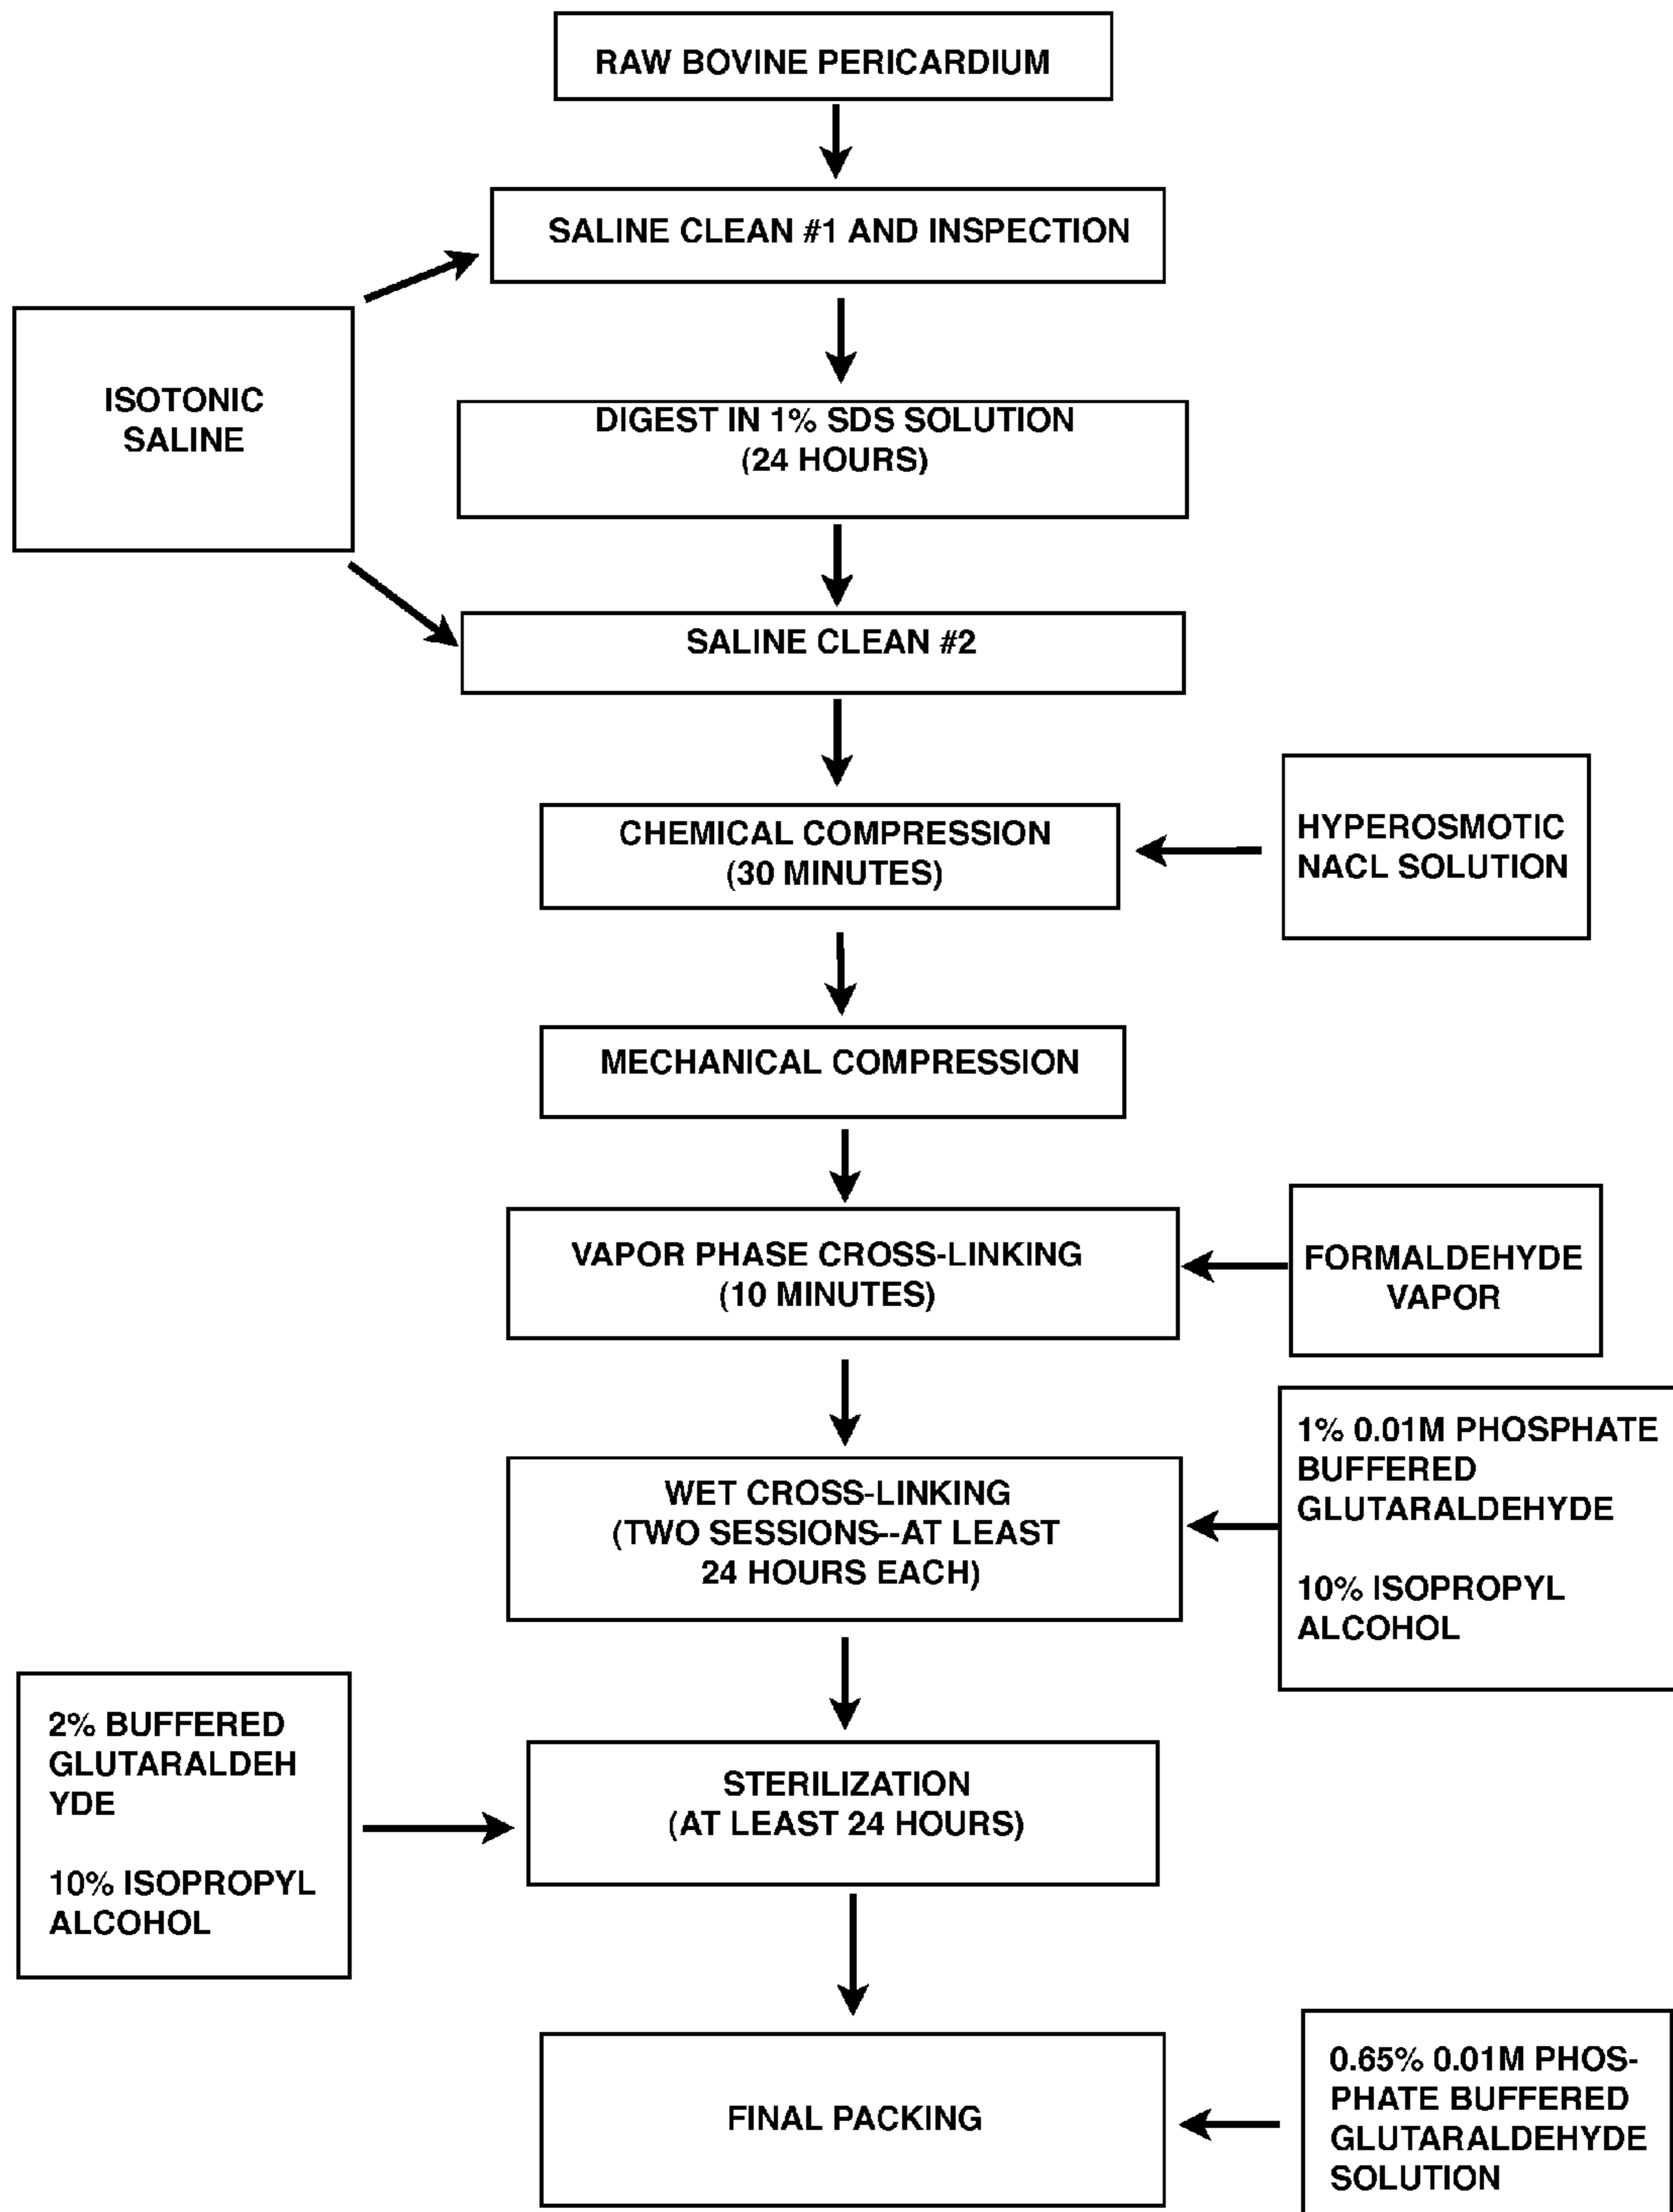 RAW BOVINE PERICARDIUM
SALINE CLEAN #1 AND INSPECTION
ISOTONIC
SALINE
DIGEST IN 1% SDS SOLUTION
(24 HOURS)
SALINE CLEAN #2
CHEMICAL COMPRESSION
(30 MINUTES)
HYPEROSMOTIC
NACL SOLUTION
MECHANICAL COMPRESSION
VAPOR PHASE CROSS-LINKING
(10 MINUTES)
FORMALDEHYDE
VAPOR
WET CROSS-LINKING
(TWO SESSIONS--AT LEAST
24 HOURS EACH)
1% 0.01M PHOSPHATE
BUFFERED
GLUTARALDEHYDE
10% ISOPROPYL
ALCOHOL
2% BUFFERED
GLUTARALDEH
YDE
10% ISOPROPYL
ALCOHOL
STERILIZATION
(AT LEAST 24 HOURS)
FINAL PACKING
0.65% 0.01M PHOS-
PHATE BUFFERED
GLUTARALDEHYDE
SOLUTION